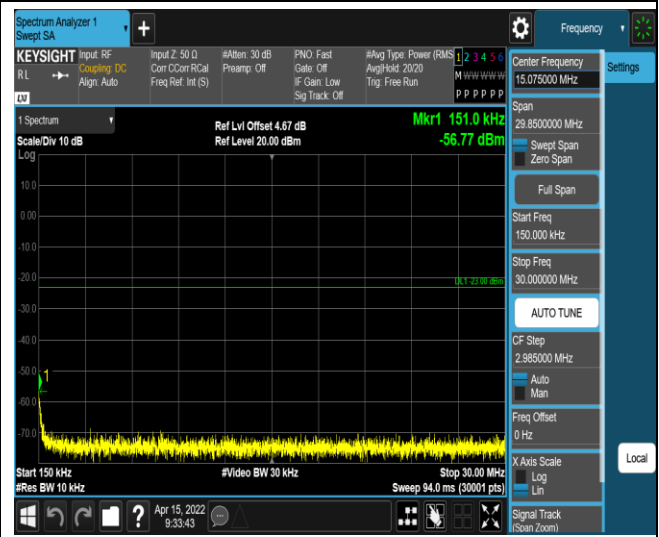 Spectrum Analyzer 1
Swept SA
Frequency
KEYSIGHT
RL
LXI
Input: RF
Coupling: DC
Align: Auto
Input Z: 50 Ω
Corr CCorr RCal
Freq Ref: Int (S)
#Atten: 30 dB
Preamp: Off
PNO: Fast
Gate: Off
IF Gain: Low
Sig Track: Off
#Avg Type: Power (RMS
Avg|Hold: 20/20
Trig: Free Run
1 2 3 4 5 6
M W W W W W
P P P P P P
1 Spectrum
Scale/Div 10 dB
Log
Ref Lvl Offset 4.67 dB
Ref Level 20.00 dBm
Mkr1 151.0 kHz
-56.77 dBm
10.0
0.00
-10.0
-20.0
-30.0
-40.0
-50.0
-60.0
-70.0
DL1 -23.00 dBm
1
Start 150 kHz
#Res BW 10 kHz
#Video BW 30 kHz
Stop 30.00 MHz
Sweep 94.0 ms (30001 pts)
Center Frequency
15.075000 MHz
Settings
Span
29.8500000 MHz
Swept Span
Zero Span
Full Span
Start Freq
150.000 kHz
Stop Freq
30.000000 MHz
AUTO TUNE
CF Step
2.985000 MHz
Auto
Man
Freq Offset
0 Hz
X Axis Scale
Log
Lin
Local
Signal Track
(Span Zoom)
?
Apr 15, 2022
9:33:43